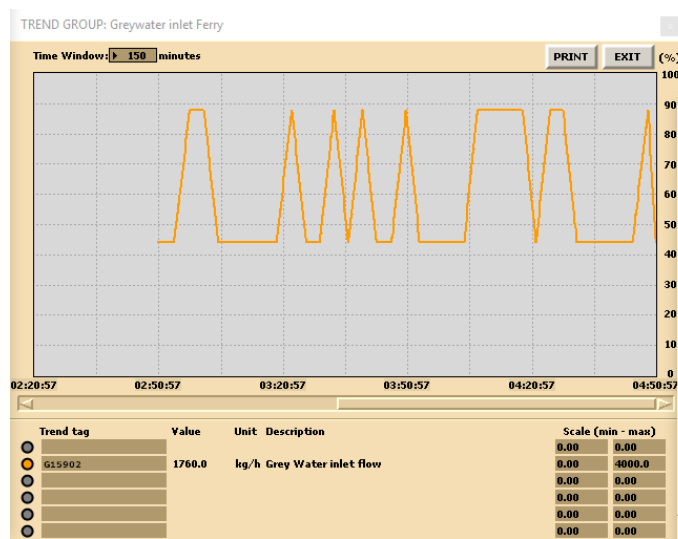 TREND GROUP: Greywater inlet Ferry
x
Time Window: 150 minutes PRINT EXIT (%)
100
90
80
70
60
50
40
30
20
10
0
02:20:57 02:50:57 03:20:57 03:50:57 04:20:57 04:50:57
Trend tag Value Unit Description Scale (min - max)
0.00 0.00
G15902 1760.0 kg/h Grey Water inlet flow 0.00 4000.0
0.00 0.00
0.00 0.00
0.00 0.00
0.00 0.00